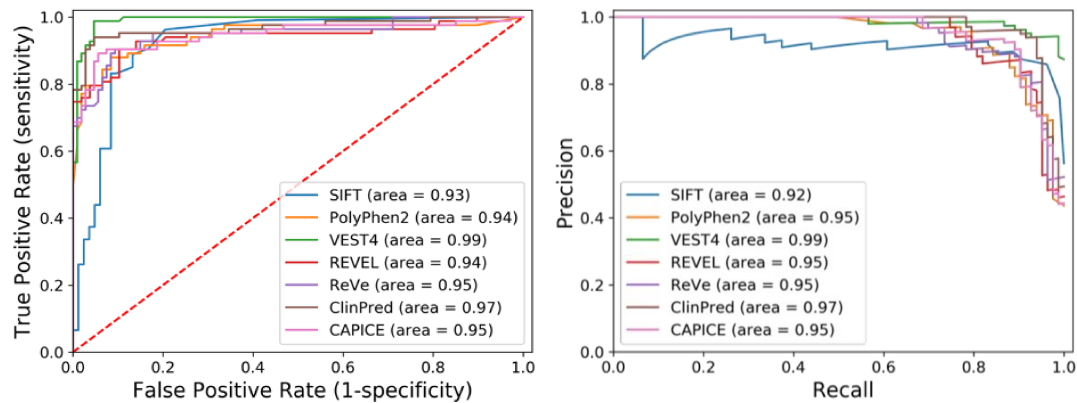 True Positive Rate (sensitivity)
1.0
0.8
0.6
0.4
0.2
0.0
0.0 0.2 0.4 0.6 0.8 1.0
False Positive Rate (1-specificity)
SIFT (area = 0.93)
PolyPhen2 (area = 0.94)
VEST4 (area = 0.99)
REVEL (area = 0.94)
ReVe (area = 0.95)
ClinPred (area = 0.97)
CAPICE (area = 0.95)
Precision
1.0
0.8
0.6
0.4
0.2
0.0
0.0 0.2 0.4 0.6 0.8 1.0
Recall
SIFT (area = 0.92)
PolyPhen2 (area = 0.95)
VEST4 (area = 0.99)
REVEL (area = 0.95)
ReVe (area = 0.95)
ClinPred (area = 0.97)
CAPICE (area = 0.95)